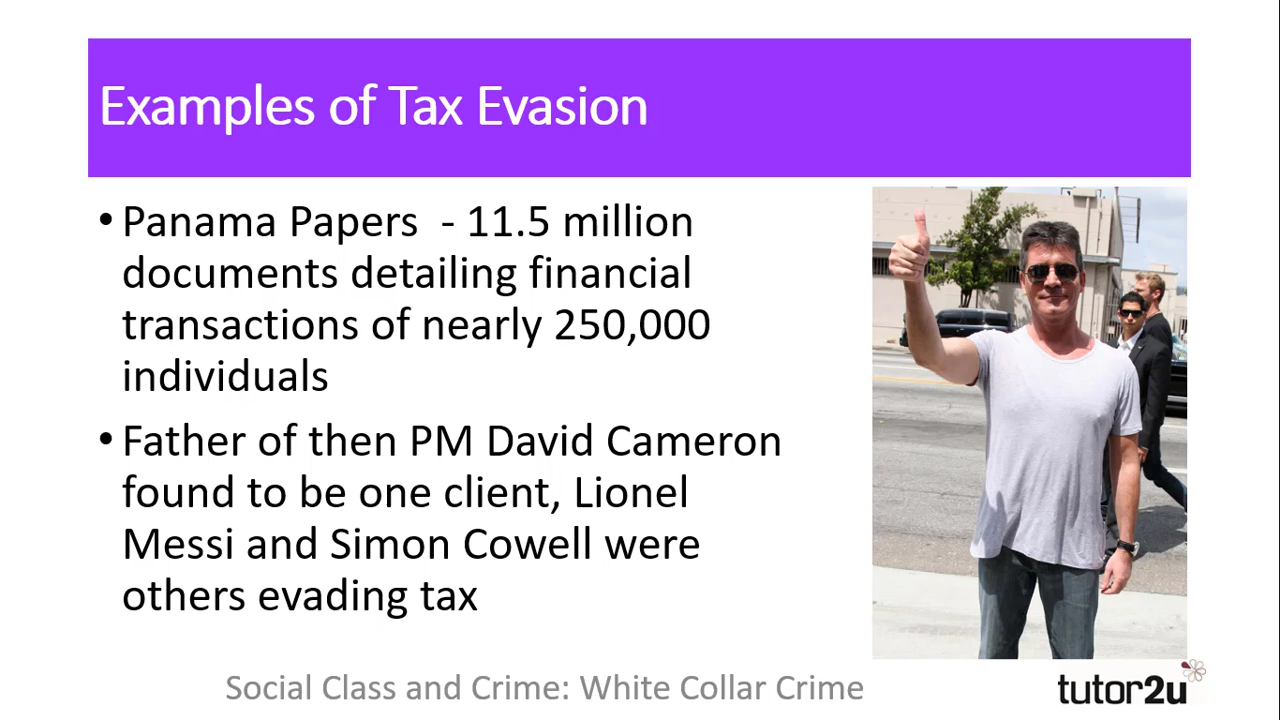 Examples of Tax Evasion
• Panama Papers - 11.5 million
documents detailing financial
transactions of nearly 250,000
individuals
• Father of then PM David Cameron
found to be one client, Lionel
Messi and Simon Cowell were
others evading tax
Social Class and Crime: White Collar Crime
tutor2u